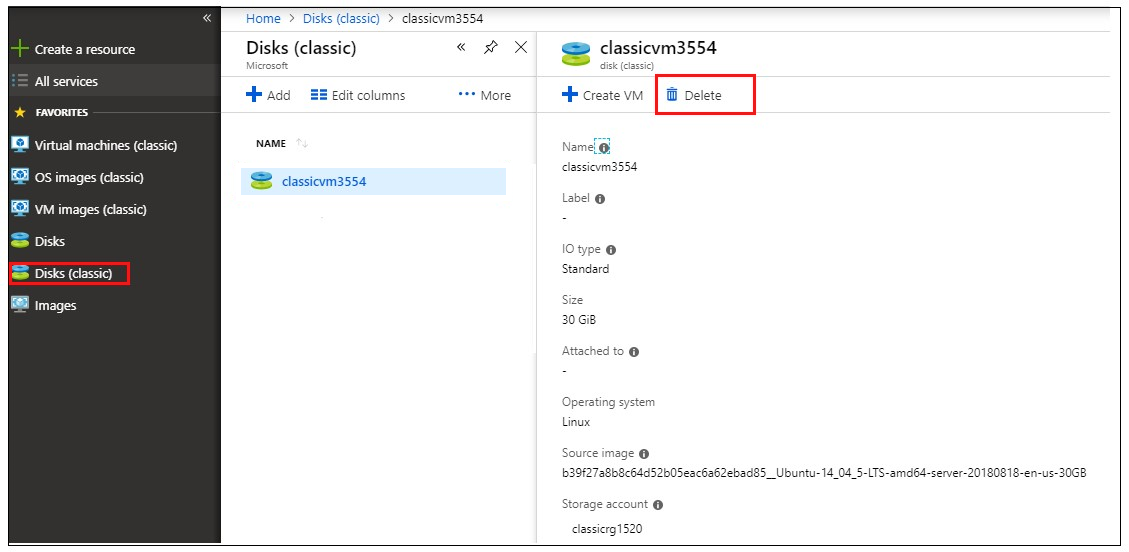 «
Create a resource
All services
FAVORITES
Virtual machines (classic)
OS images (classic)
VM images (classic)
Disks
Disks (classic)
Images
Home > Disks (classic) > classicvm3554
Disks (classic)
«
Microsoft
Add
Edit columns
··· More
NAME
classicvm3554
classicvm3554
disk (classic)
Create VM
Delete
Name
classicvm3554
Label
-
IO type
Standard
Size
30 GiB
Attached to
-
Operating system
Linux
Source image
b39f27a8b8c64d52b05eac6a62ebad85__Ubuntu-14_04_5-LTS-amd64-server-20180818-en-us-30GB
Storage account
classicrg1520